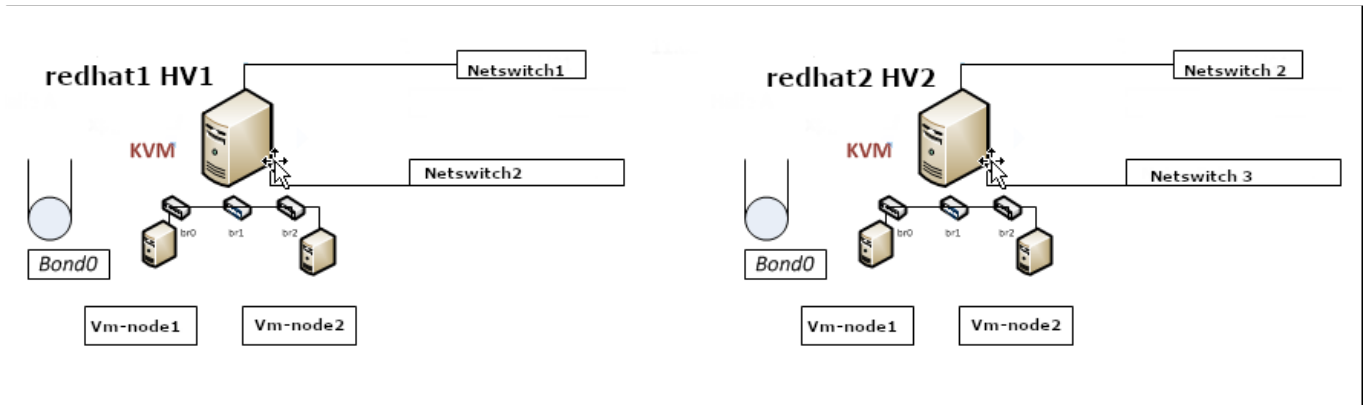 redhat1 HV1
Netswitch1
KVM
Netswitch2
br0
br1
br2
Bond0
Vm-node1
Vm-node2
redhat2 HV2
Netswitch 2
KVM
Netswitch 3
br0
br1
br2
Bond0
Vm-node1
Vm-node2